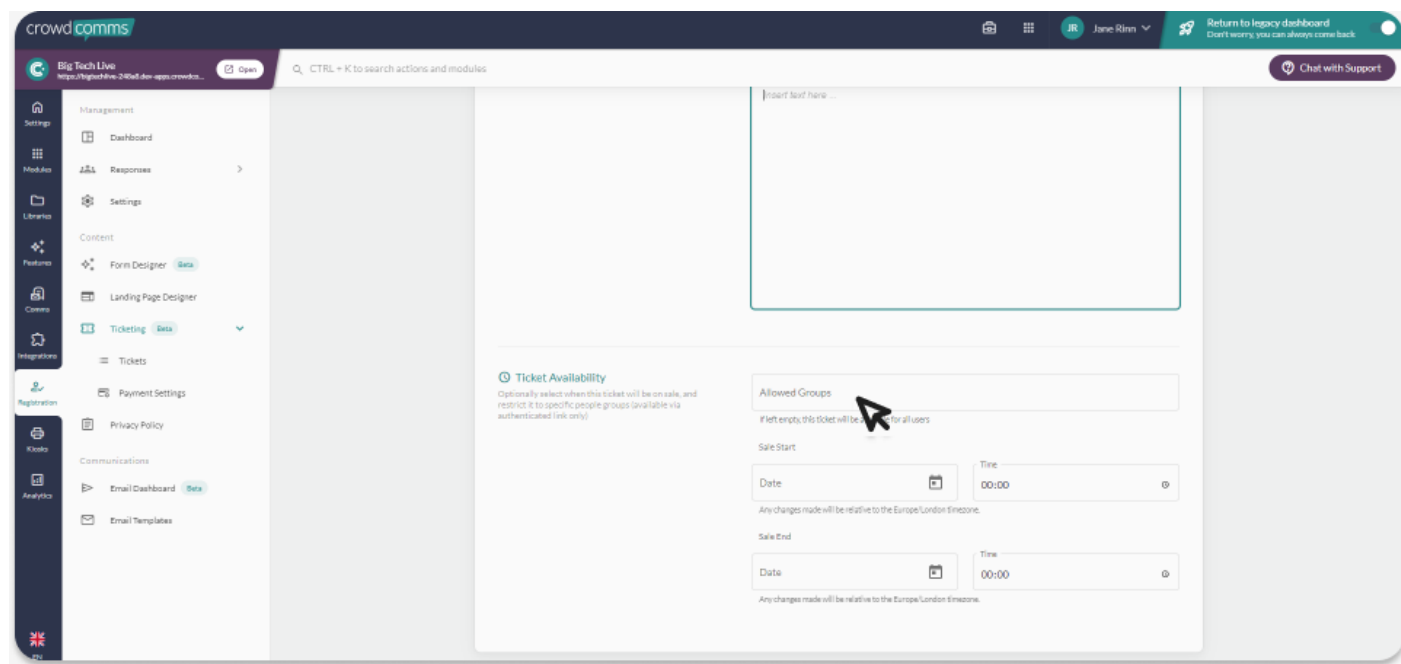 crowdcomms
JR
Jane Rinn
Return to legacy dashboard
Don't worry, you can always come back
Big Tech Live
Open
CTRL + K to search actions and modules
Chat with Support
Settings
Modules
Libraries
Features
Comms
Integrations
Registration
Kiosks
Analytics
EN
Management
Dashboard
Responses
Settings
Content
Form Designer Beta
Landing Page Designer
Ticketing Beta
Tickets
Payment Settings
Privacy Policy
Communications
Email Dashboard Beta
Email Templates
Insert text here ...
Ticket Availability
Optionally select when this ticket will be on sale, and
restrict it to specific people groups (available via
authenticated link only)
Allowed Groups
If left empty, this ticket will be for all users
Sale Start
Date
Time
00:00
Any changes made will be relative to the Europe/London timezone.
Sale End
Date
Time
00:00
Any changes made will be relative to the Europe/London timezone.